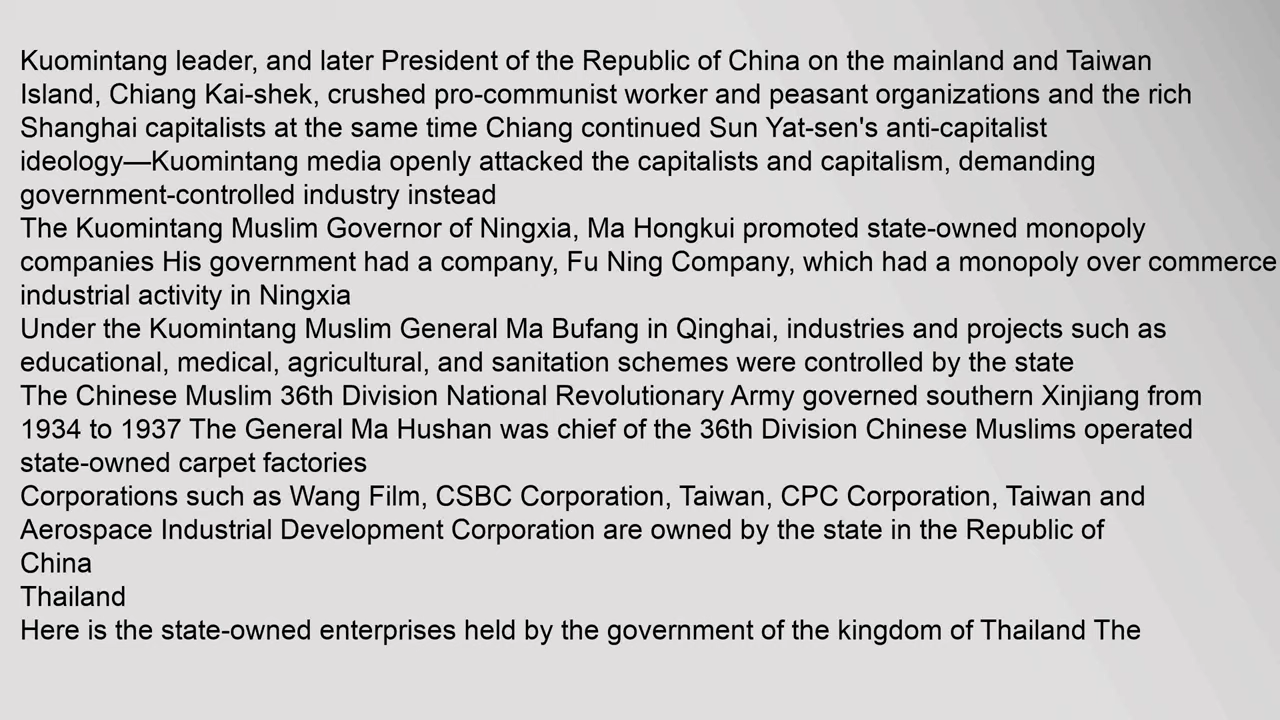 Kuomintang leader, and later President of the Republic of China on the mainland and Taiwan
Island, Chiang Kai-shek, crushed pro-communist worker and peasant organizations and the rich
Shanghai capitalists at the same time Chiang continued Sun Yat-sen's anti-capitalist
ideology—Kuomintang media openly attacked the capitalists and capitalism, demanding
government-controlled industry instead
The Kuomintang Muslim Governor of Ningxia, Ma Hongkui promoted state-owned monopoly
companies His government had a company, Fu Ning Company, which had a monopoly over commerce
industrial activity in Ningxia
Under the Kuomintang Muslim General Ma Bufang in Qinghai, industries and projects such as
educational, medical, agricultural, and sanitation schemes were controlled by the state
The Chinese Muslim 36th Division National Revolutionary Army governed southern Xinjiang from
1934 to 1937 The General Ma Hushan was chief of the 36th Division Chinese Muslims operated
state-owned carpet factories
Corporations such as Wang Film, CSBC Corporation, Taiwan, CPC Corporation, Taiwan and
Aerospace Industrial Development Corporation are owned by the state in the Republic of
China
Thailand
Here is the state-owned enterprises held by the government of the kingdom of Thailand The